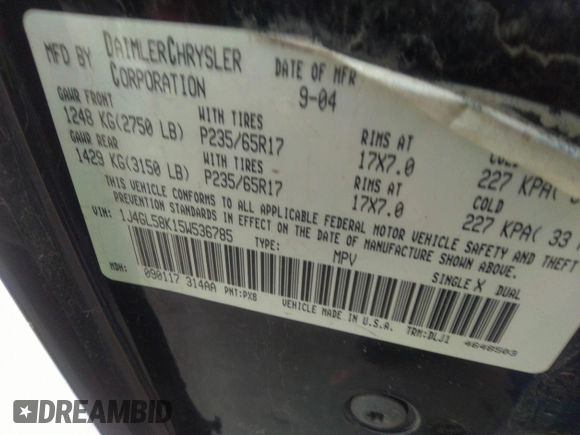 MFD BY DAIMLERCHRYSLER CORPORATION
DATE OF MFR 9-04
GAWR FRONT WITH TIRES RIMS AT
1248 KG(2750 LB) P235/65R17 17X7.0 227 KPA( 3
GAWR REAR WITH TIRES RIMS AT COLD
1429 KG(3150 LB) P235/65R17 17X7.0 227 KPA( 33
THIS VEHICLE CONFORMS TO ALL APPLICABLE FEDERAL MOTOR VEHICLE SAFETY AND THEFT
PREVENTION STANDARDS IN EFFECT ON THE DATE OF MANUFACTURE SHOWN ABOVE.
VIN: 1J4GL58K15W536785 TYPE: MPV SINGLE X DUAL
MDH: 090117 314AA PNT:PXB VEHICLE MADE IN U.S.A. TRM:DLJ1 4648503
DREAMBID